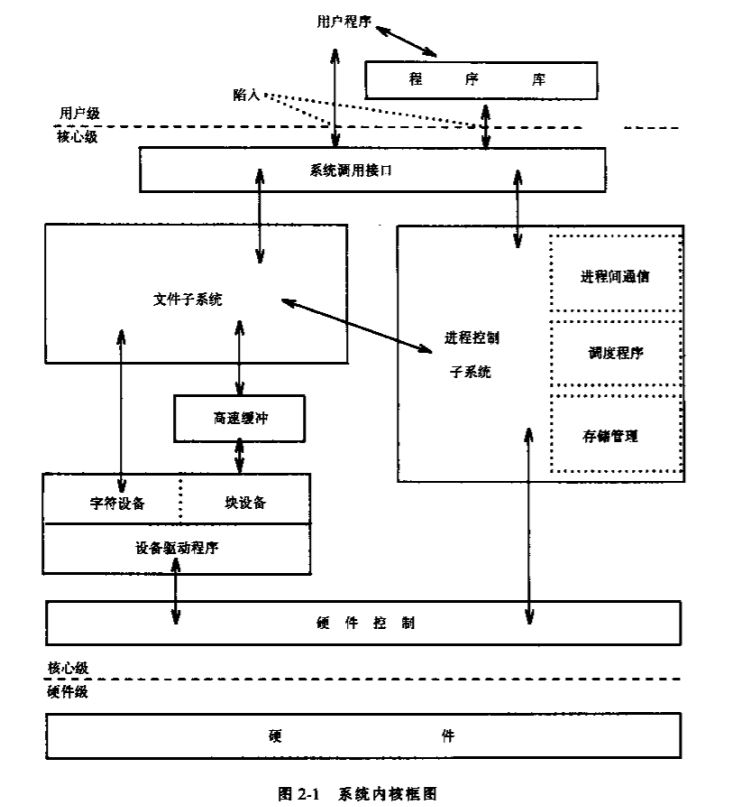 用户程序
程序库
陷入
用户级
核心级
系统调用接口
文件子系统
进程控制
子系统
进程间通信
调度程序
存储管理
高速缓冲
字符设备
块设备
设备驱动程序
硬件控制
核心级
硬件级
硬件
图 2-1 系统内核框图